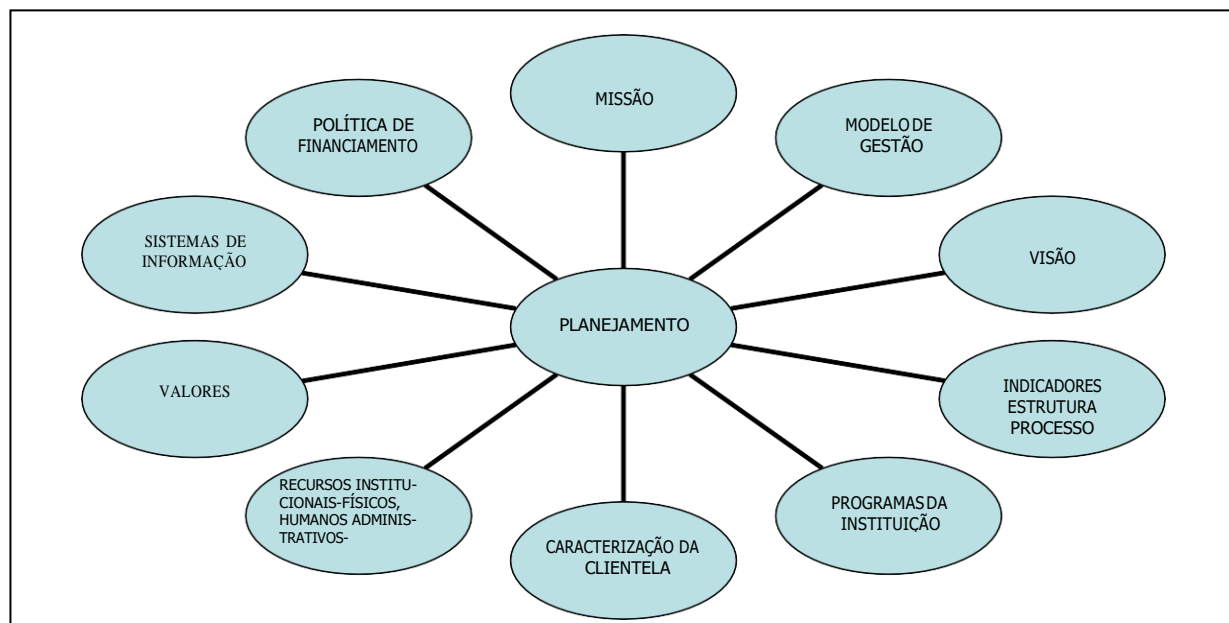 MISSÃO
POLÍTICA DE
FINANCIAMENTO
MODELO DE
GESTÃO
SISTEMAS DE
INFORMAÇÃO
VISÃO
PLANEJAMENTO
VALORES
INDICADORES
ESTRUTURA
PROCESSO
RECURSOS INSTITU-
CIONAIS-FÍSICOS,
HUMANOS ADMINIS-
TRATIVOS-
PROGRAMAS DA
INSTITUIÇÃO
CARACTERIZAÇÃO DA
CLIENTELA